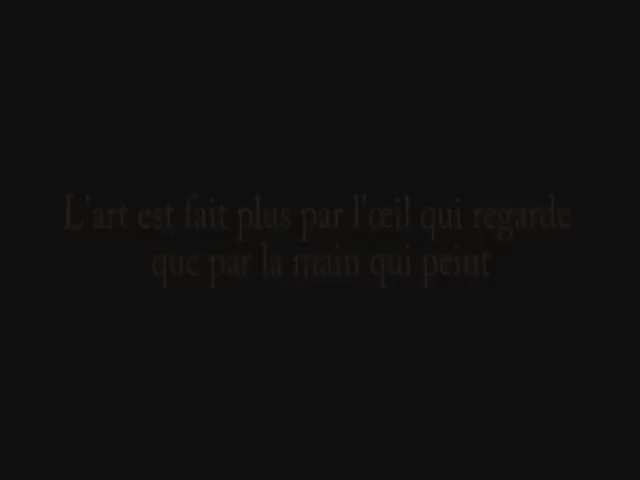 L'art est fait plus par l'œil qui regarde
que par la main qui peint